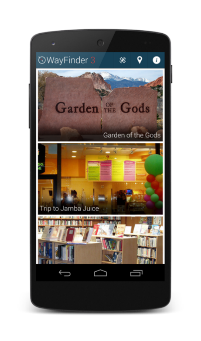 WayFinder
Garden OF THE Gods
Garden of the Gods
Trip to Jamba Juice